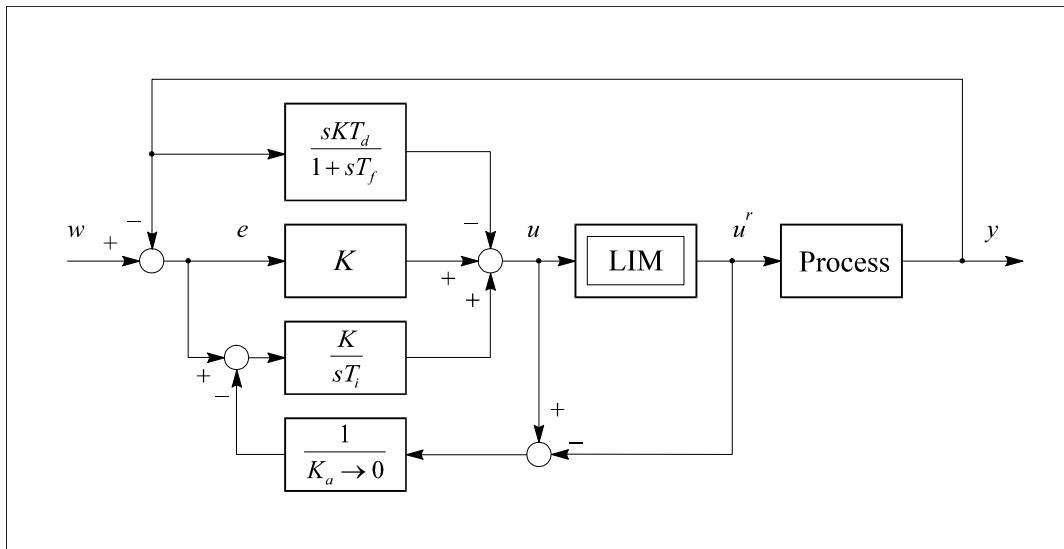 sKT_d
1 + sT_f
−
−
w
+
e
K
+
+
u
LIM
u^r
Process
y
K
sT_i
+
−
1
K_a → 0
+
−